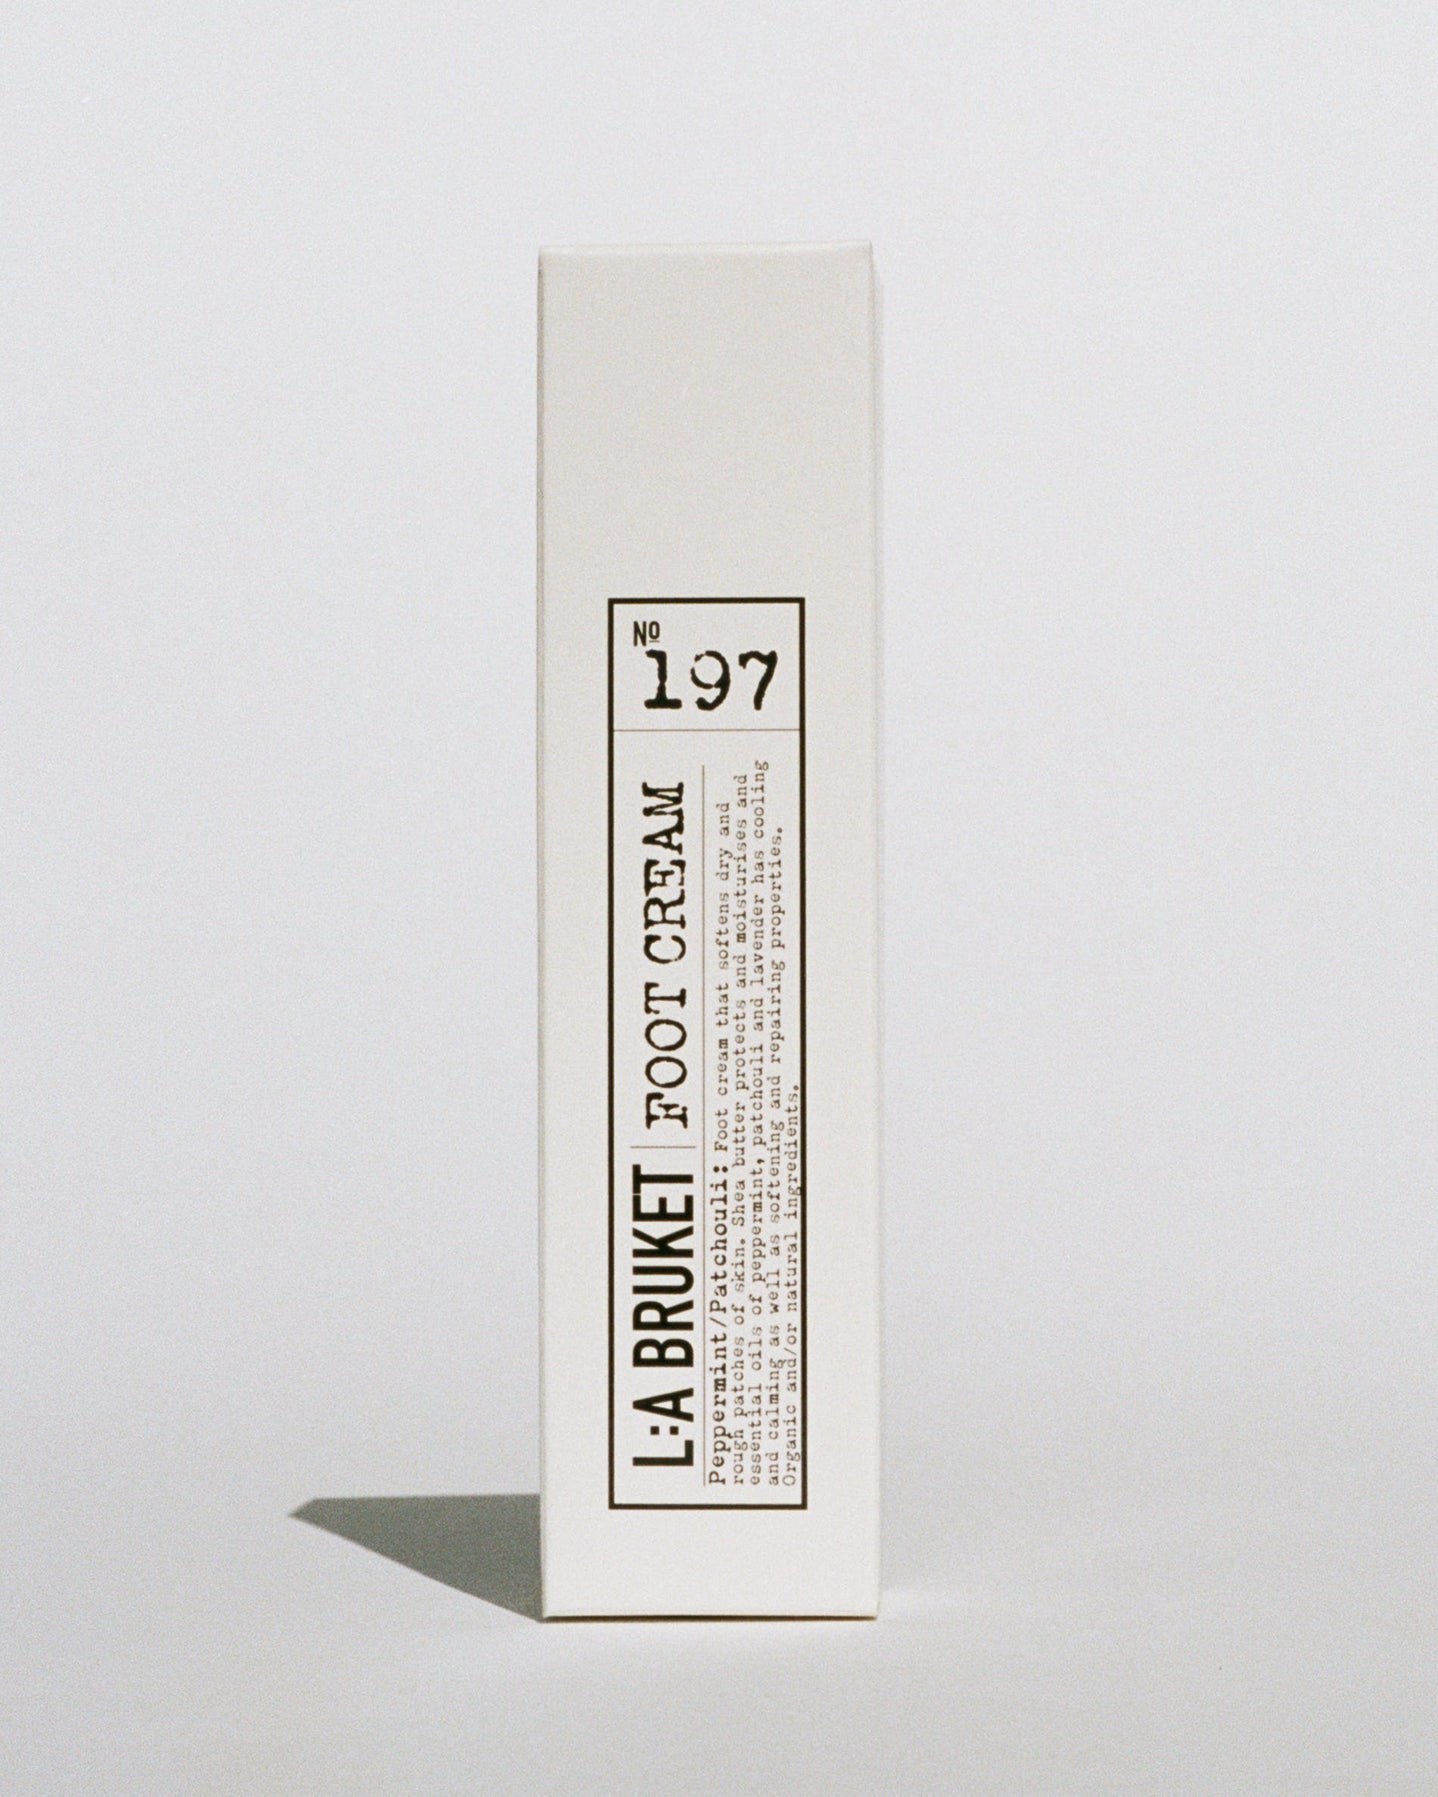 Nº
197
L:A BRUKET | FOOT CREAM
Peppermint/Patchouli: Foot cream that softens dry and
rough patches of skin. Shea butter protects and moisturises and
essential oils of peppermint, patchouli and lavender has cooling
and calming as well as softening and repairing properties.
Organic and/or natural ingredients.